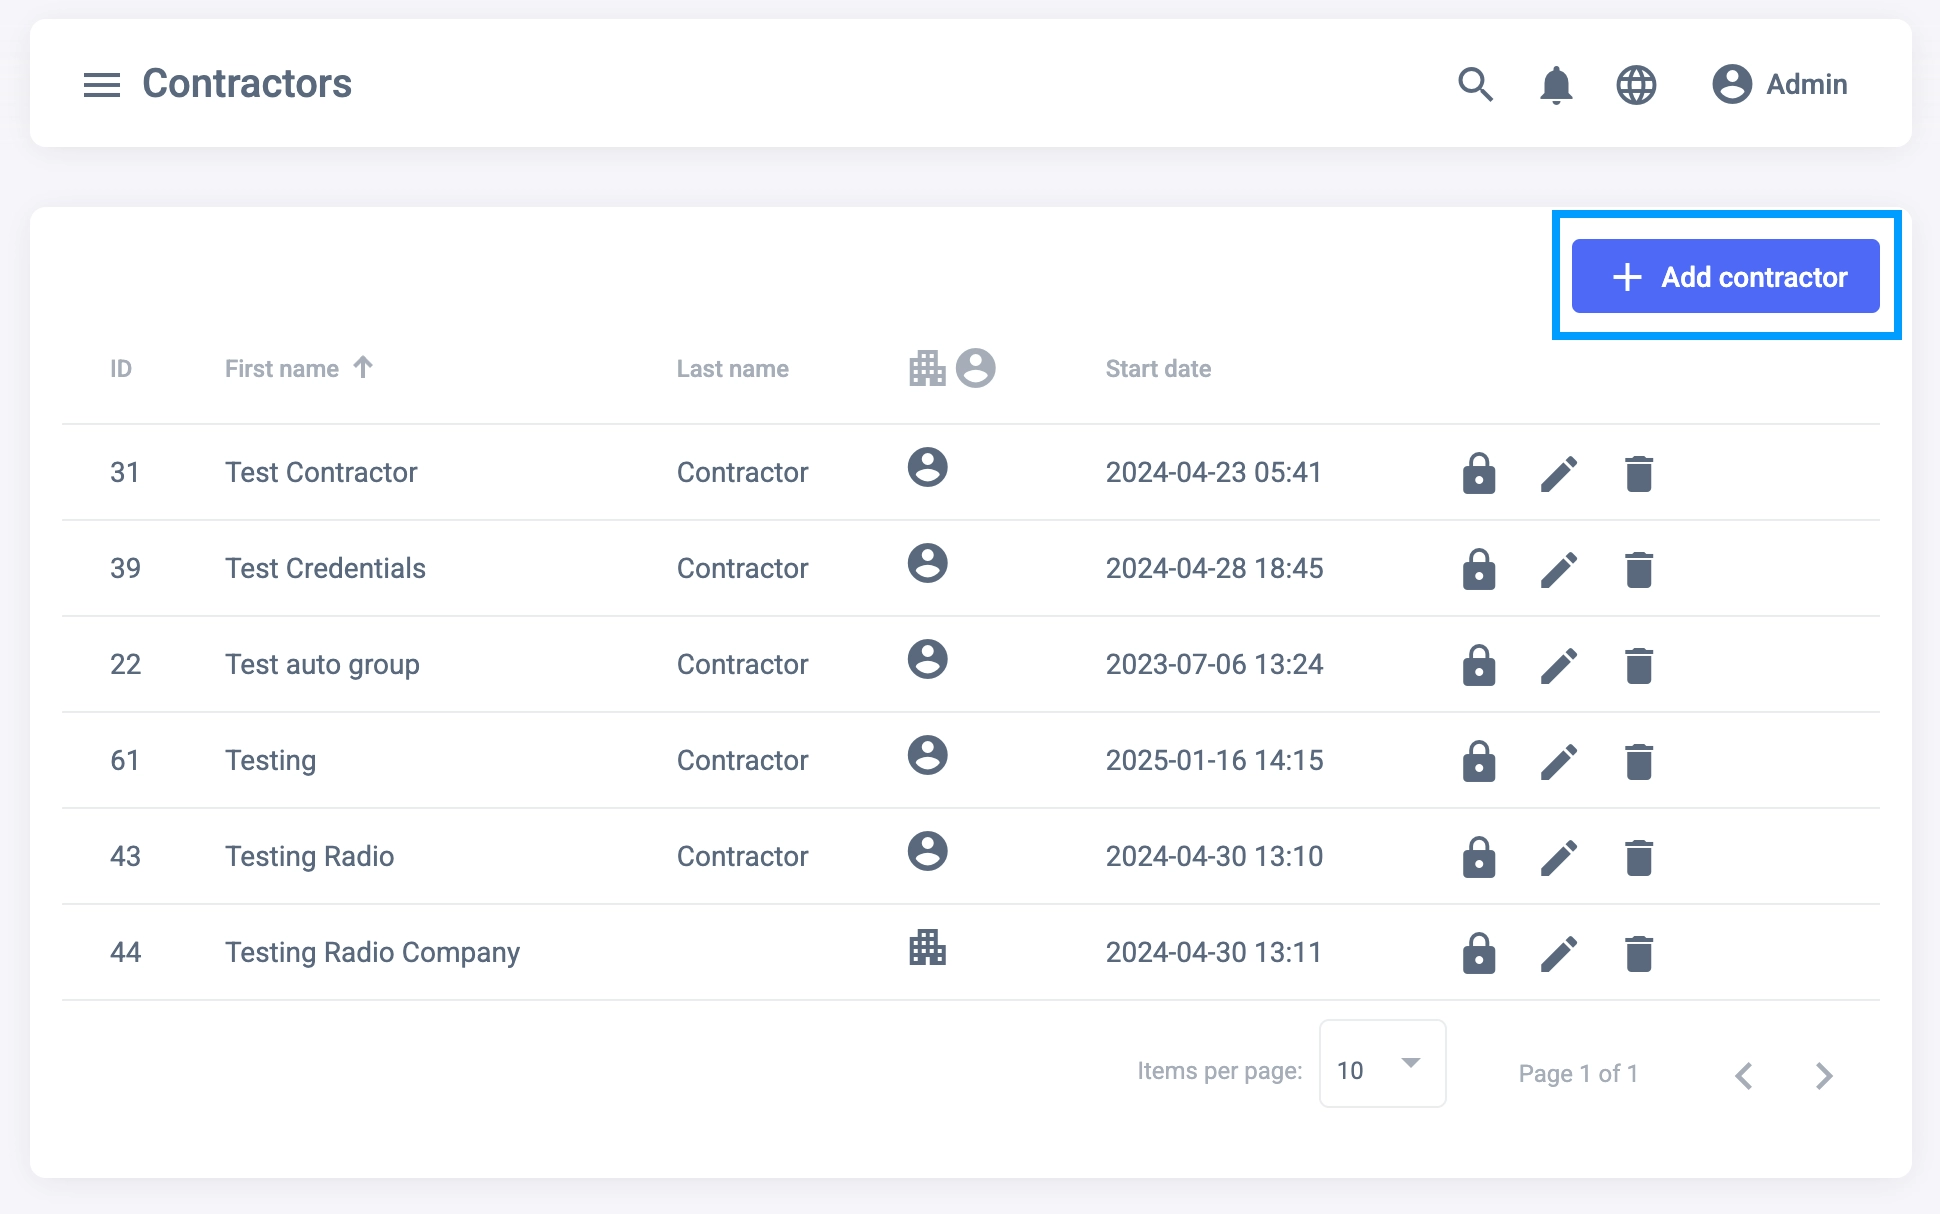 Contractors Admin
Add contractor
ID First name Last name Start date
31 Test Contractor Contractor 2024-04-23 05:41
39 Test Credentials Contractor 2024-04-28 18:45
22 Test auto group Contractor 2023-07-06 13:24
61 Testing Contractor 2025-01-16 14:15
43 Testing Radio Contractor 2024-04-30 13:10
44 Testing Radio Company 2024-04-30 13:11
Items per page: 10 Page 1 of 1